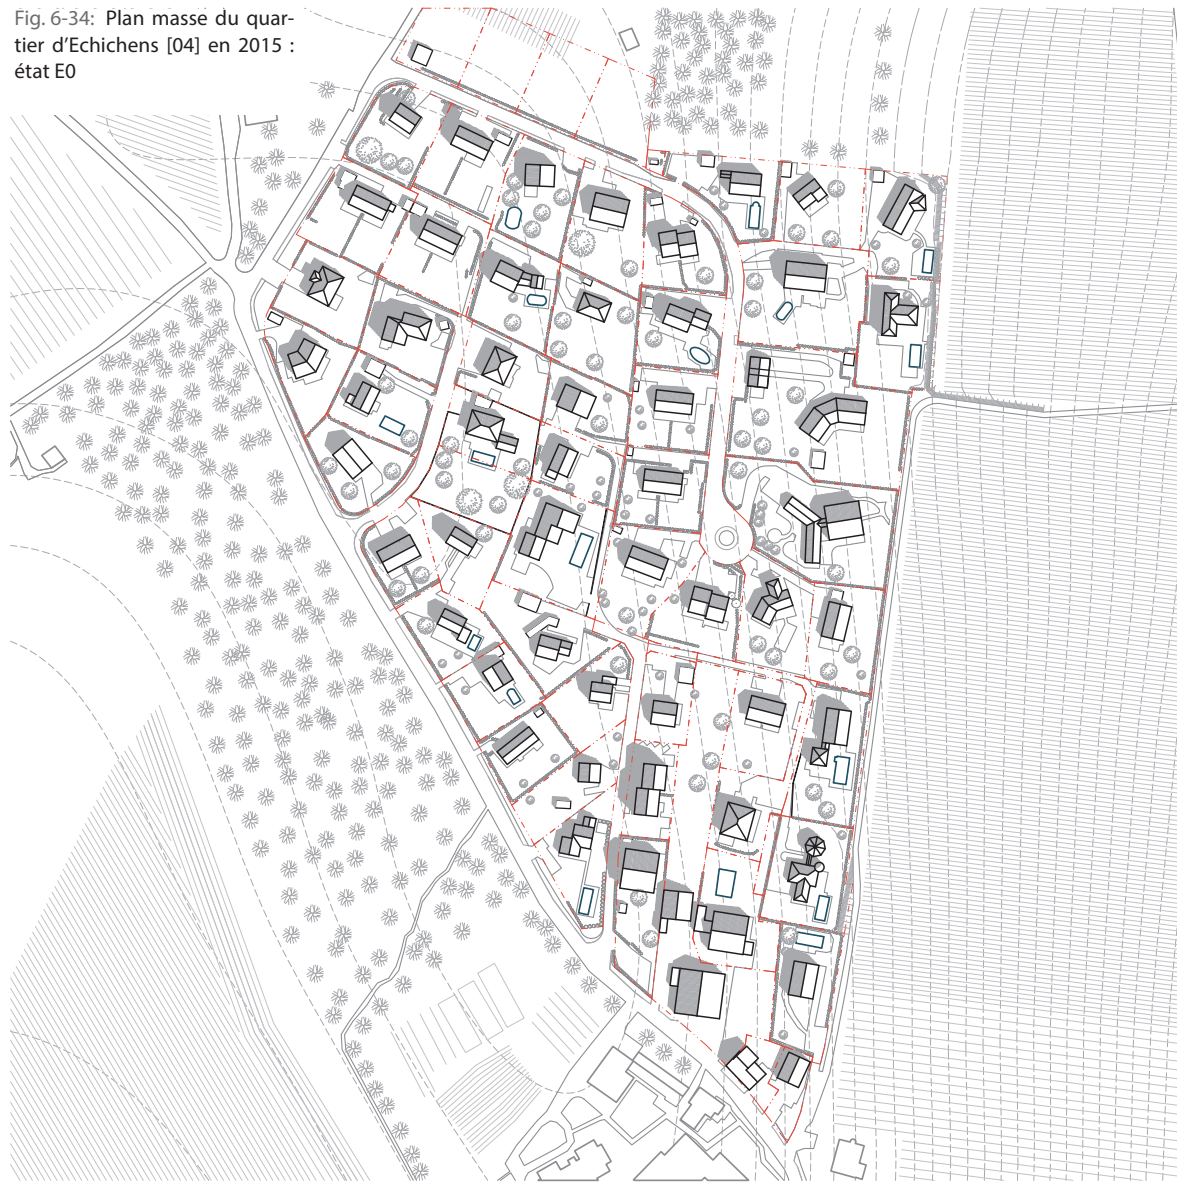 Fig. 6-34: Plan masse du quar-
tier d’Echichens [04] en 2015 :
état E0